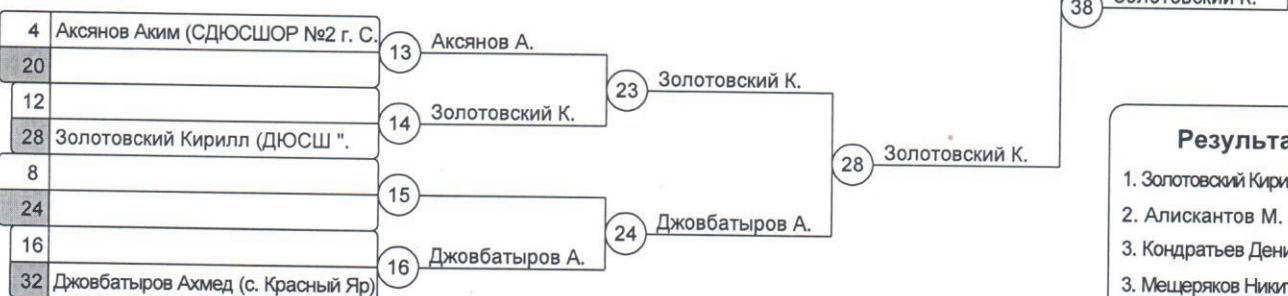 38 Золотовский К.
4 Аксянов Аким (СДЮСШОР №2 г. С.
20
13 Аксянов А.
12
28 Золотовский Кирилл (ДЮСШ ".
14 Золотовский К.
23 Золотовский К.
8
24
15
16
32 Джовбатыров Ахмед (с. Красный Яр)
16 Джовбатыров А.
24 Джовбатыров А.
28 Золотовский К.
Результа
1. Золотовский Кири
2. Алискантов М.
3. Кондратьев Дени
3. Мещеряков Никит